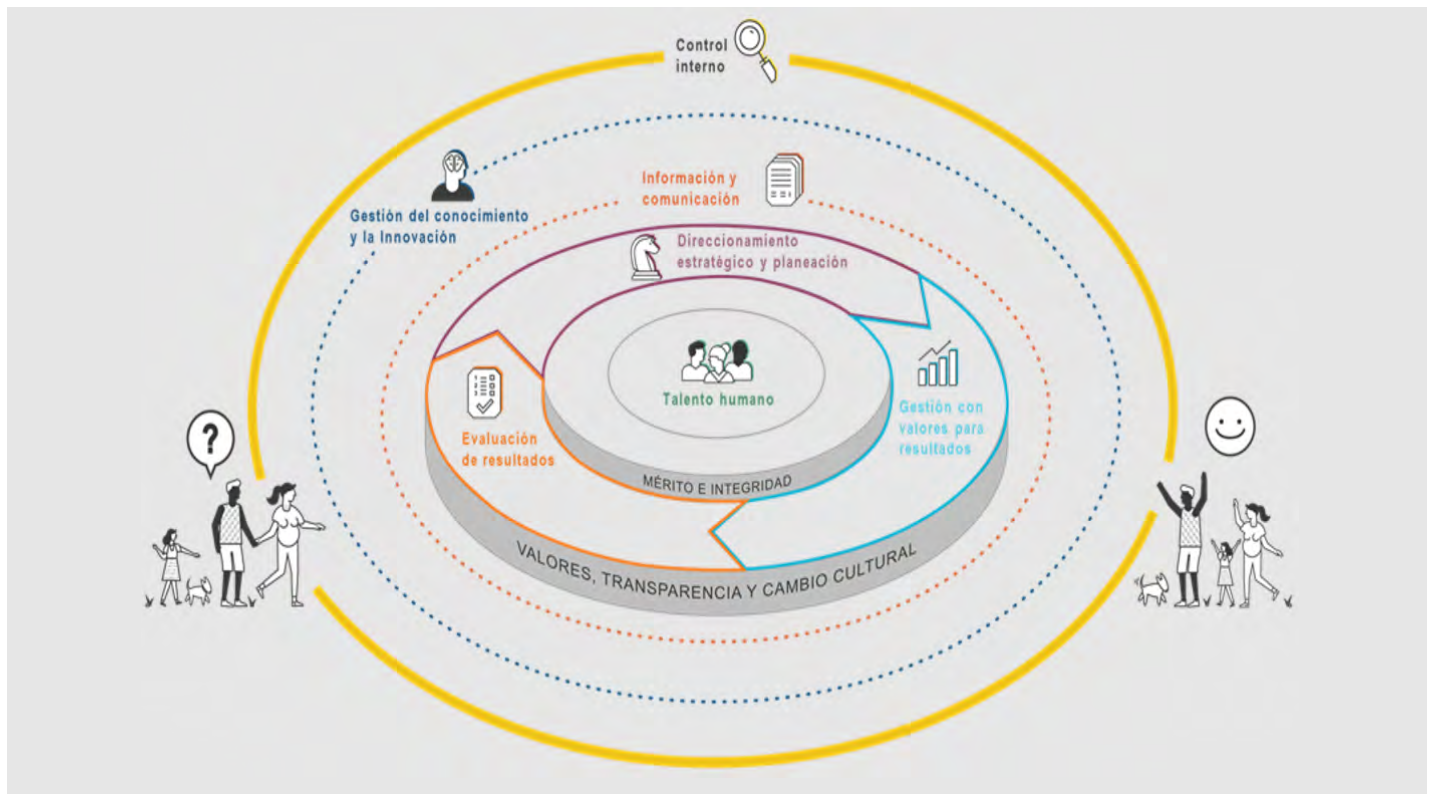 Control
interno
Gestión del conocimiento
y la Innovación
Información y
comunicación
Direccionamiento
estratégico y planeación
Talento humano
Gestión con
valores para
resultados
Evaluación
de resultados
MÉRITO E INTEGRIDAD
VALORES, TRANSPARENCIA Y CAMBIO CULTURAL
?